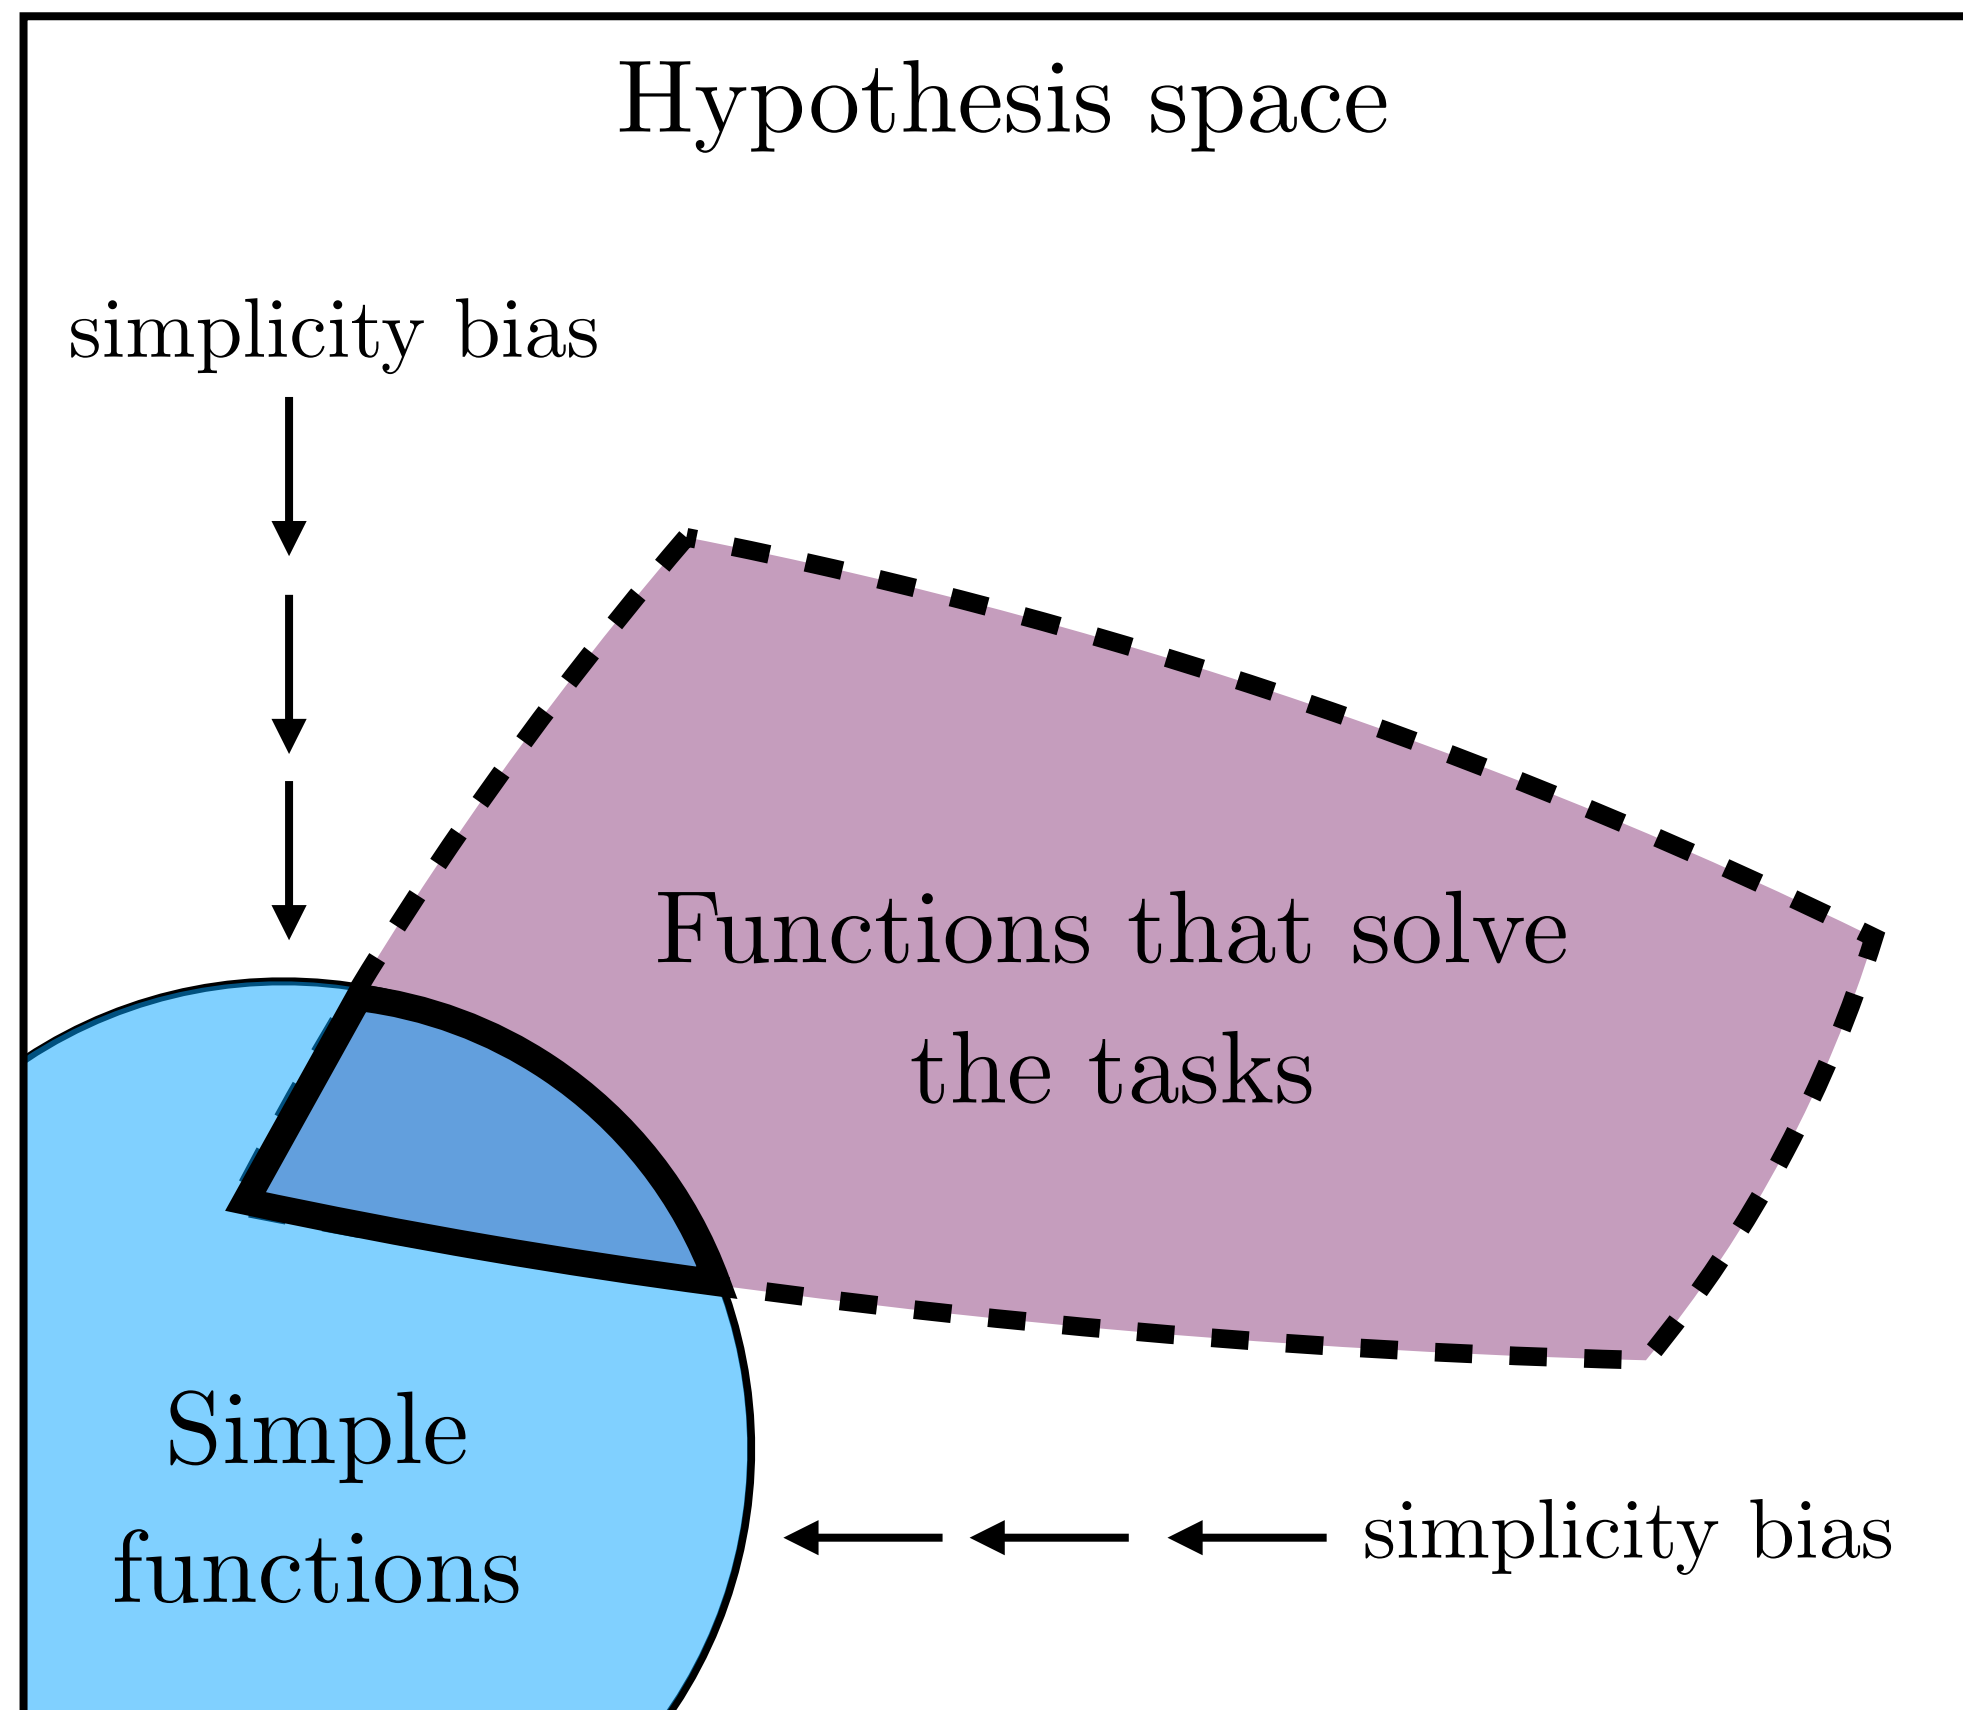 Hypothesis space
simplicity bias
Functions that solve
the tasks
Simple
functions
simplicity bias